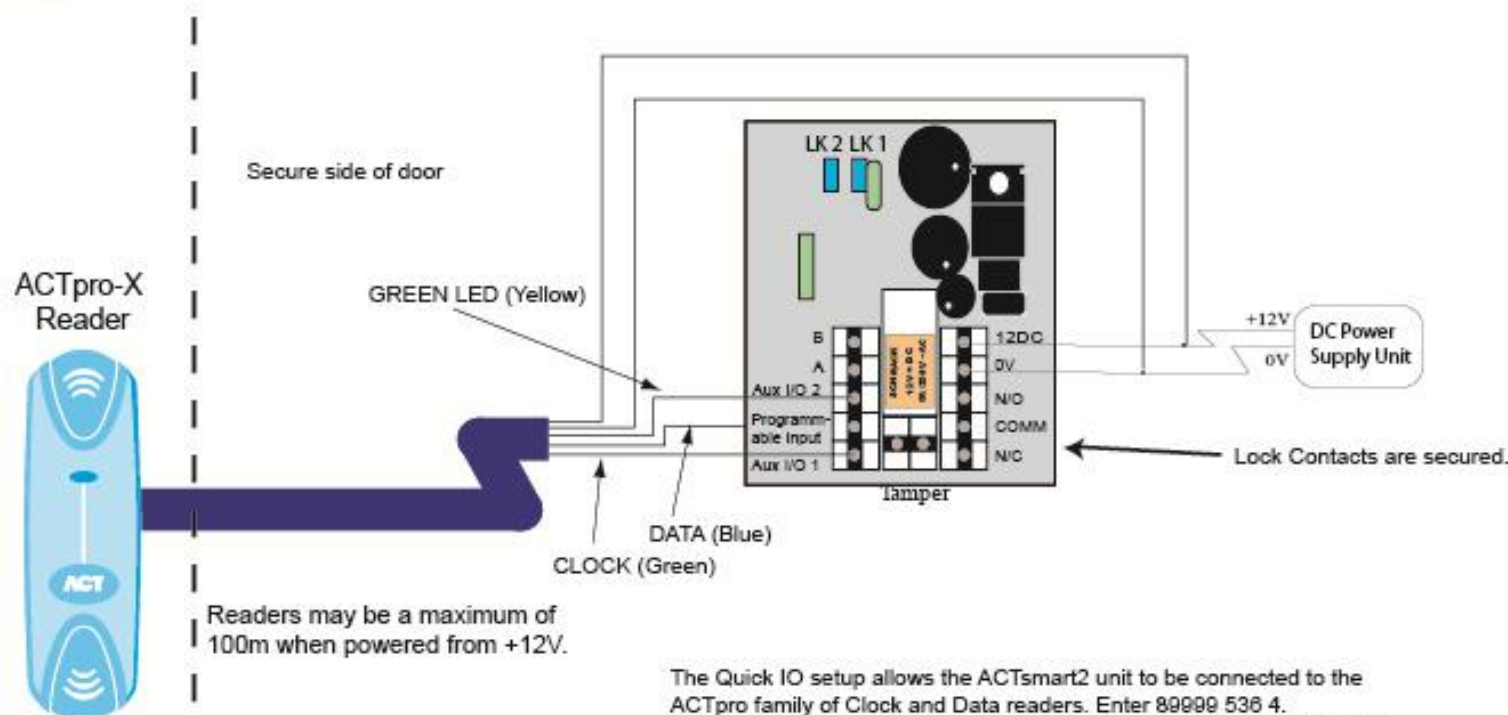 Secure side of door
ACTpro-X
Reader
ACT
Readers may be a maximum of
100m when powered from +12V.
GREEN LED (Yellow)
DATA (Blue)
CLOCK (Green)
LK 2 LK 1
B
A
Aux I/O 2
Programm-
able Input
Aux I/O 1
12DC
0V
N/O
COMM
N/C
Tamper
+12V
0V
DC Power
Supply Unit
Lock Contacts are secured.
The Quick IO setup allows the ACTsmart2 unit to be connected to the
ACTpro family of Clock and Data readers. Enter 89999 536 4.